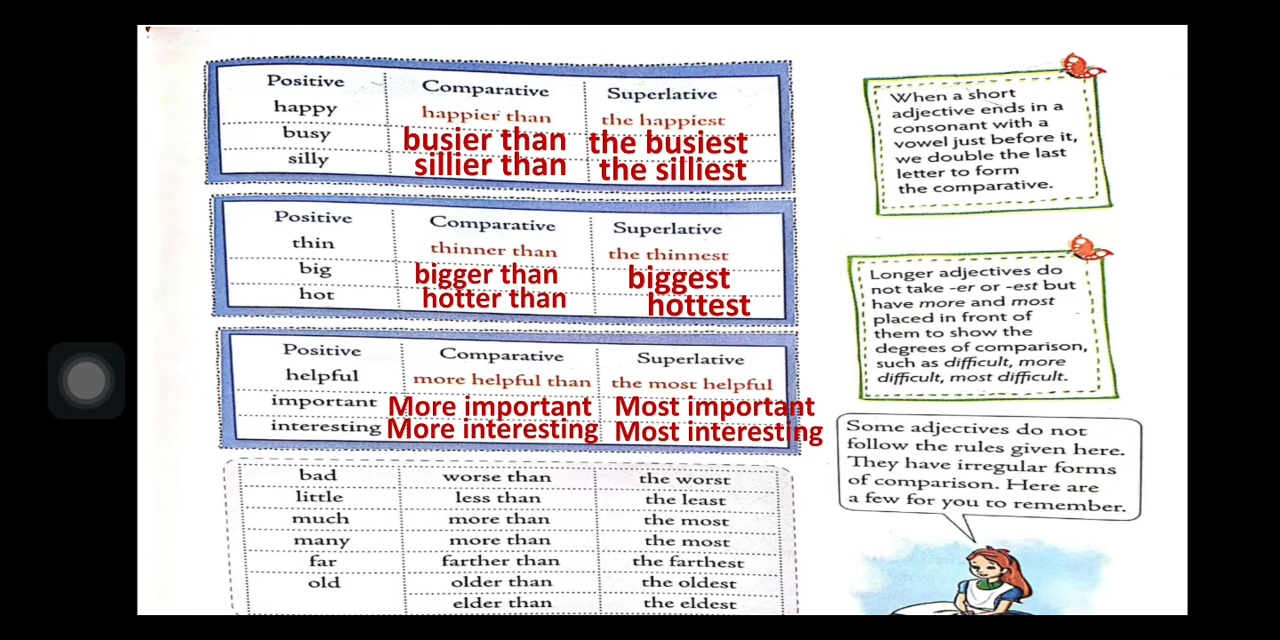 Positive Comparative Superlative
happy happier than the happiest
busy busier than the busiest
silly sillier than the silliest
Positive Comparative Superlative
thin thinner than the thinnest
big bigger than biggest
hot hotter than hottest
Positive Comparative Superlative
helpful more helpful than the most helpful
important More important Most important
interesting More interesting Most interesting
bad worse than the worst
little less than the least
much more than the most
many more than the most
far farther than the farthest
old older than the oldest
elder than the eldest
When a short
adjective ends in a
consonant with a
vowel just before it,
we double the last
letter to form
the comparative.
Longer adjectives do
not take -er or -est but
have more and most
placed in front of
them to show the
degrees of comparison,
such as difficult, more
difficult, most difficult.
Some adjectives do not
follow the rules given here.
They have irregular forms
of comparison. Here are
a few for you to remember.